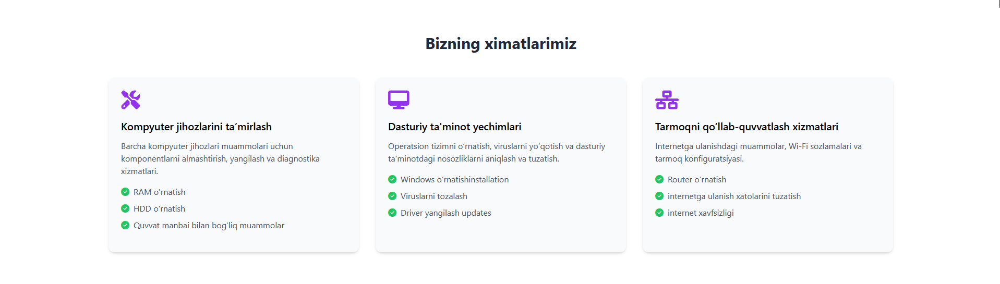 Bizning ximatlarimiz
Kompyuter jihozlarini ta’mirlash
Barcha kompyuter jihozlari muammolari uchun
komponentlarni almashtirish, yangilash va diagnostika
xizmatlari.
RAM o'rnatish
HDD o'rnatish
Quvvat manbai bilan bog‘liq muammolar
Dasturiy ta'minot yechimlari
Operatsion tizimni o‘rnatish, viruslarni yo‘qotish va dasturiy
ta'minotdagi nosozliklarni aniqlash va tuzatish.
Windows o‘rnatishinstallation
Viruslarni tozalash
Driver yangilash updates
Tarmoqni qo‘llab-quvvatlash xizmatlari
Internetga ulanishdagi muammolar, Wi-Fi sozlamalari va
tarmoq konfiguratsiyasi.
Router o‘rnatish
internetga ulanish xatolarini tuzatish
internet xavfsizligi